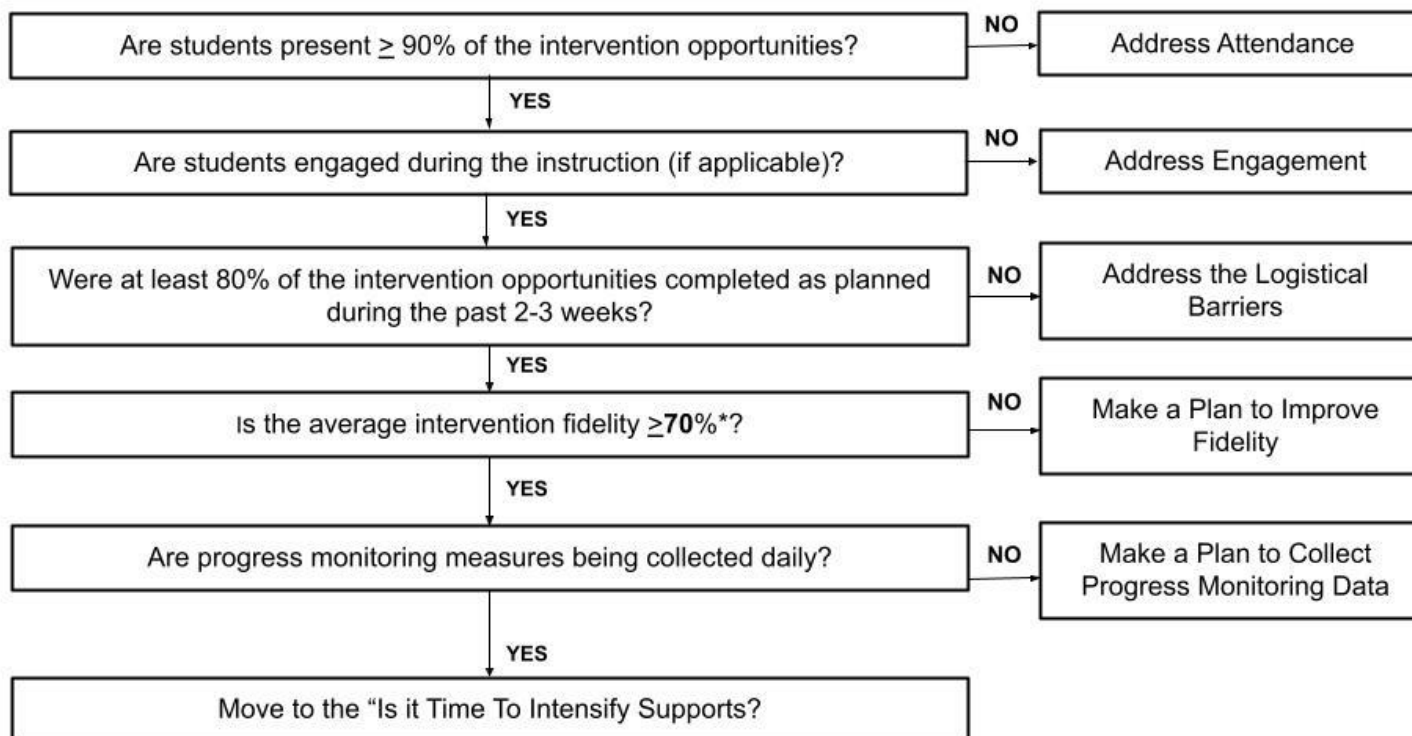 Are students present ≥ 90% of the intervention opportunities?
NO
Address Attendance
YES
Are students engaged during the instruction (if applicable)?
NO
Address Engagement
YES
Were at least 80% of the intervention opportunities completed as planned
during the past 2-3 weeks?
NO
Address the Logistical
Barriers
YES
Is the average intervention fidelity ≥70%*?
NO
Make a Plan to Improve
Fidelity
YES
Are progress monitoring measures being collected daily?
NO
Make a Plan to Collect
Progress Monitoring Data
YES
Move to the “Is it Time To Intensify Supports?